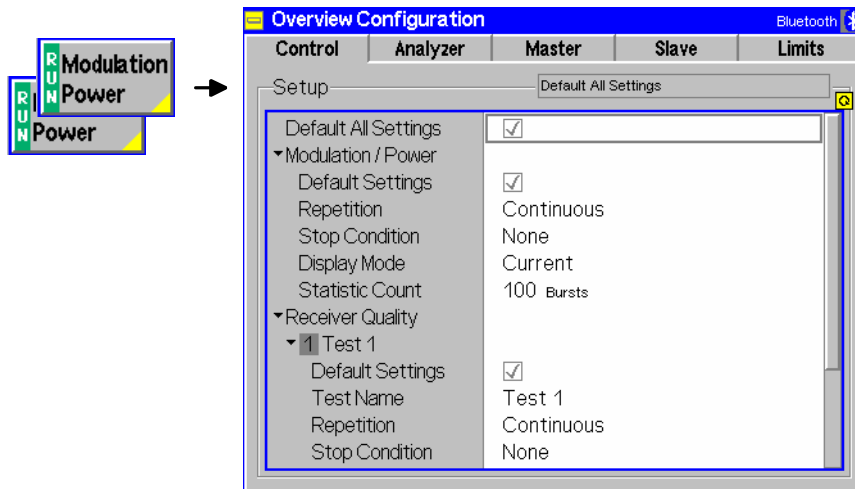 RUN Modulation
Power
RUN
Power
Overview Configuration Bluetooth
Control Analyzer Master Slave Limits
Setup Default All Settings
Default All Settings
Modulation / Power
Default Settings
Repetition Continuous
Stop Condition None
Display Mode Current
Statistic Count 100 Bursts
Receiver Quality
1 Test 1
Default Settings
Test Name Test 1
Repetition Continuous
Stop Condition None